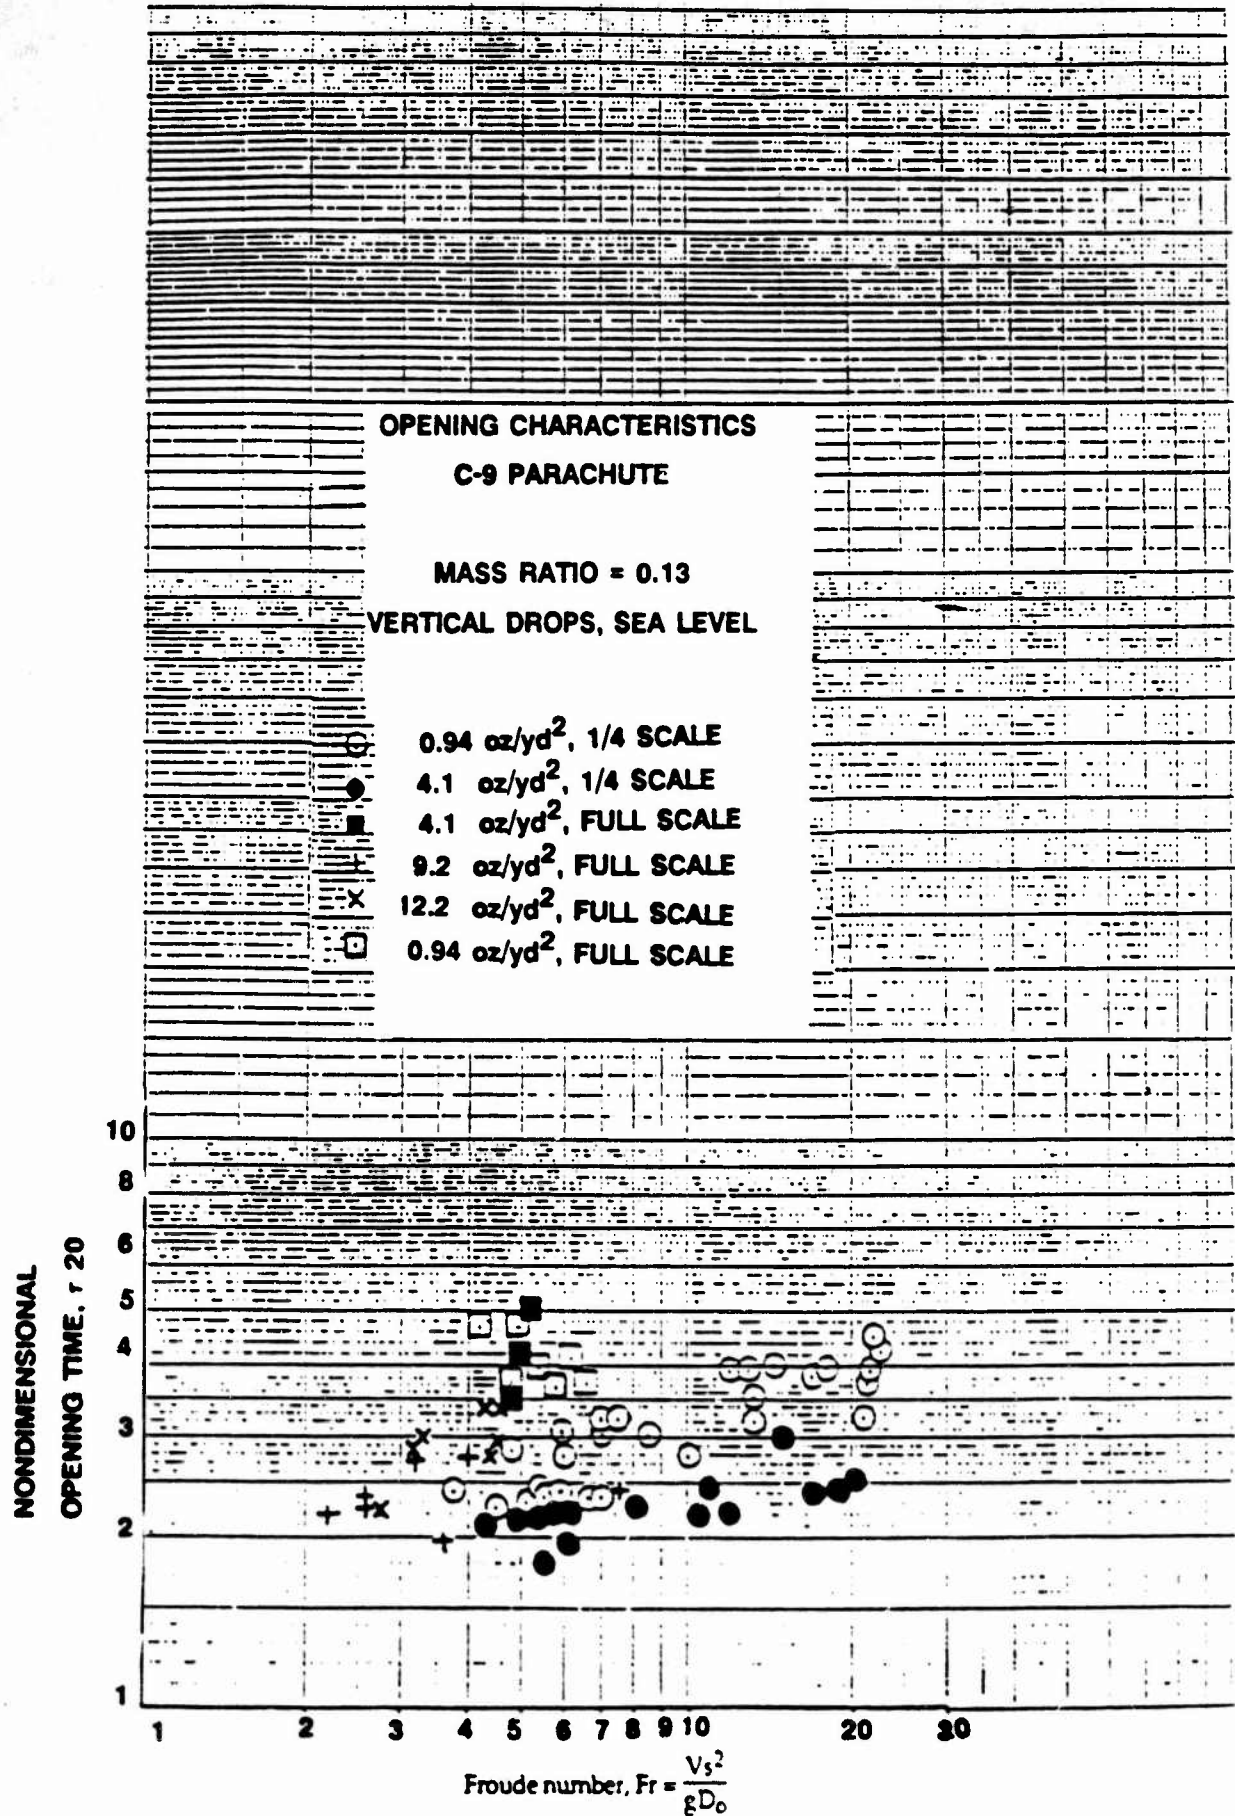 OPENING CHARACTERISTICS
C-9 PARACHUTE
MASS RATIO = 0.13
VERTICAL DROPS, SEA LEVEL
0.94 oz/yd², 1/4 SCALE
4.1 oz/yd², 1/4 SCALE
4.1 oz/yd², FULL SCALE
9.2 oz/yd², FULL SCALE
12.2 oz/yd², FULL SCALE
0.94 oz/yd², FULL SCALE
NONDIMENSIONAL
OPENING TIME, τ 20
10
8
6
5
4
3
2
1
1 2 3 4 5 6 7 8 9 10 20 30
Froude number, Fr = Vs²/gD₀